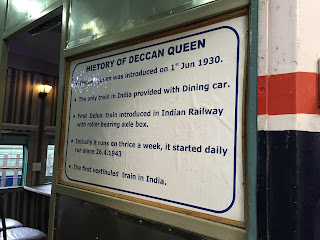 HISTORY OF DECCAN QUEEN
Queen was introduced on 1st Jun 1930.
• The only train in India provided with Dining car.
• First Delux train introduced in Indian Railway
with roller bearing axle box.
• Initially it runs on thrice a week, it started daily
run since 26.4.1943
• The first vestibuled train in India.